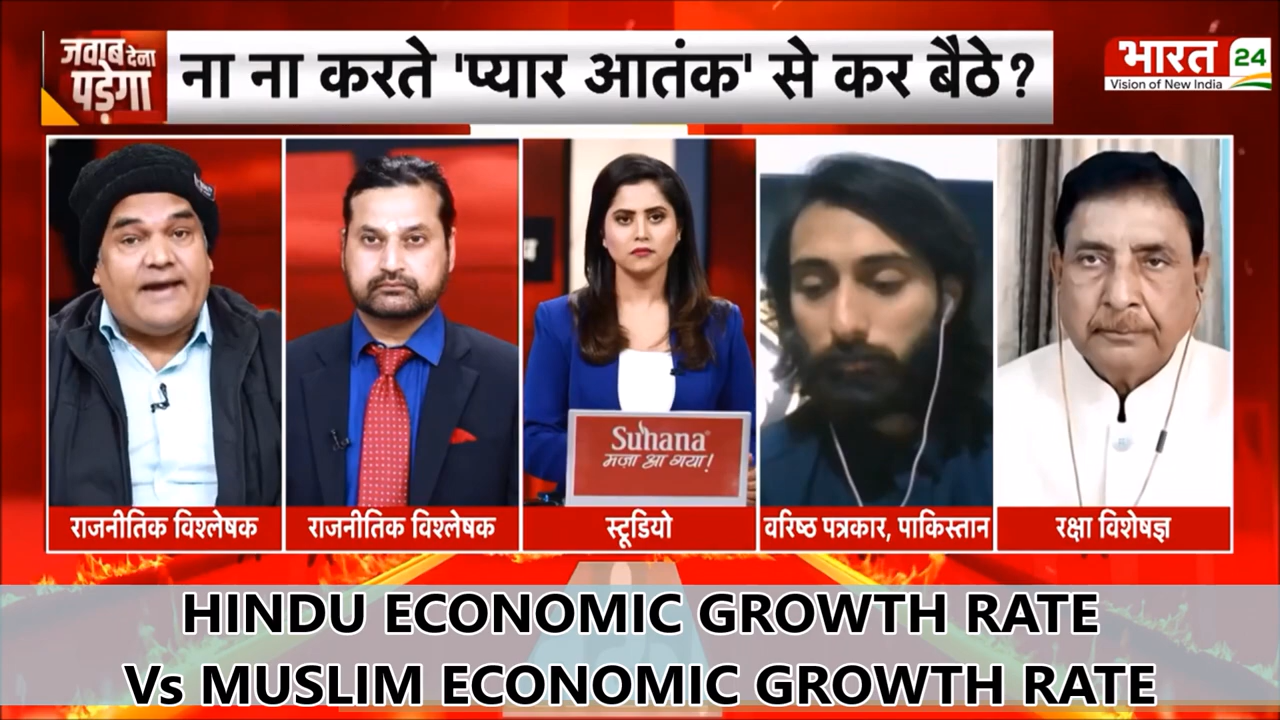 जवाब देना
पड़ेगा
ना ना करते 'प्यार आतंक' से कर बैठे?
भारत 24
Vision of New India
Suhana
मज़ा आ गया!
राजनीतिक विश्लेषक
राजनीतिक विश्लेषक
स्टूडियो
वरिष्ठ पत्रकार, पाकिस्तान
रक्षा विशेषज्ञ
HINDU ECONOMIC GROWTH RATE
Vs MUSLIM ECONOMIC GROWTH RATE